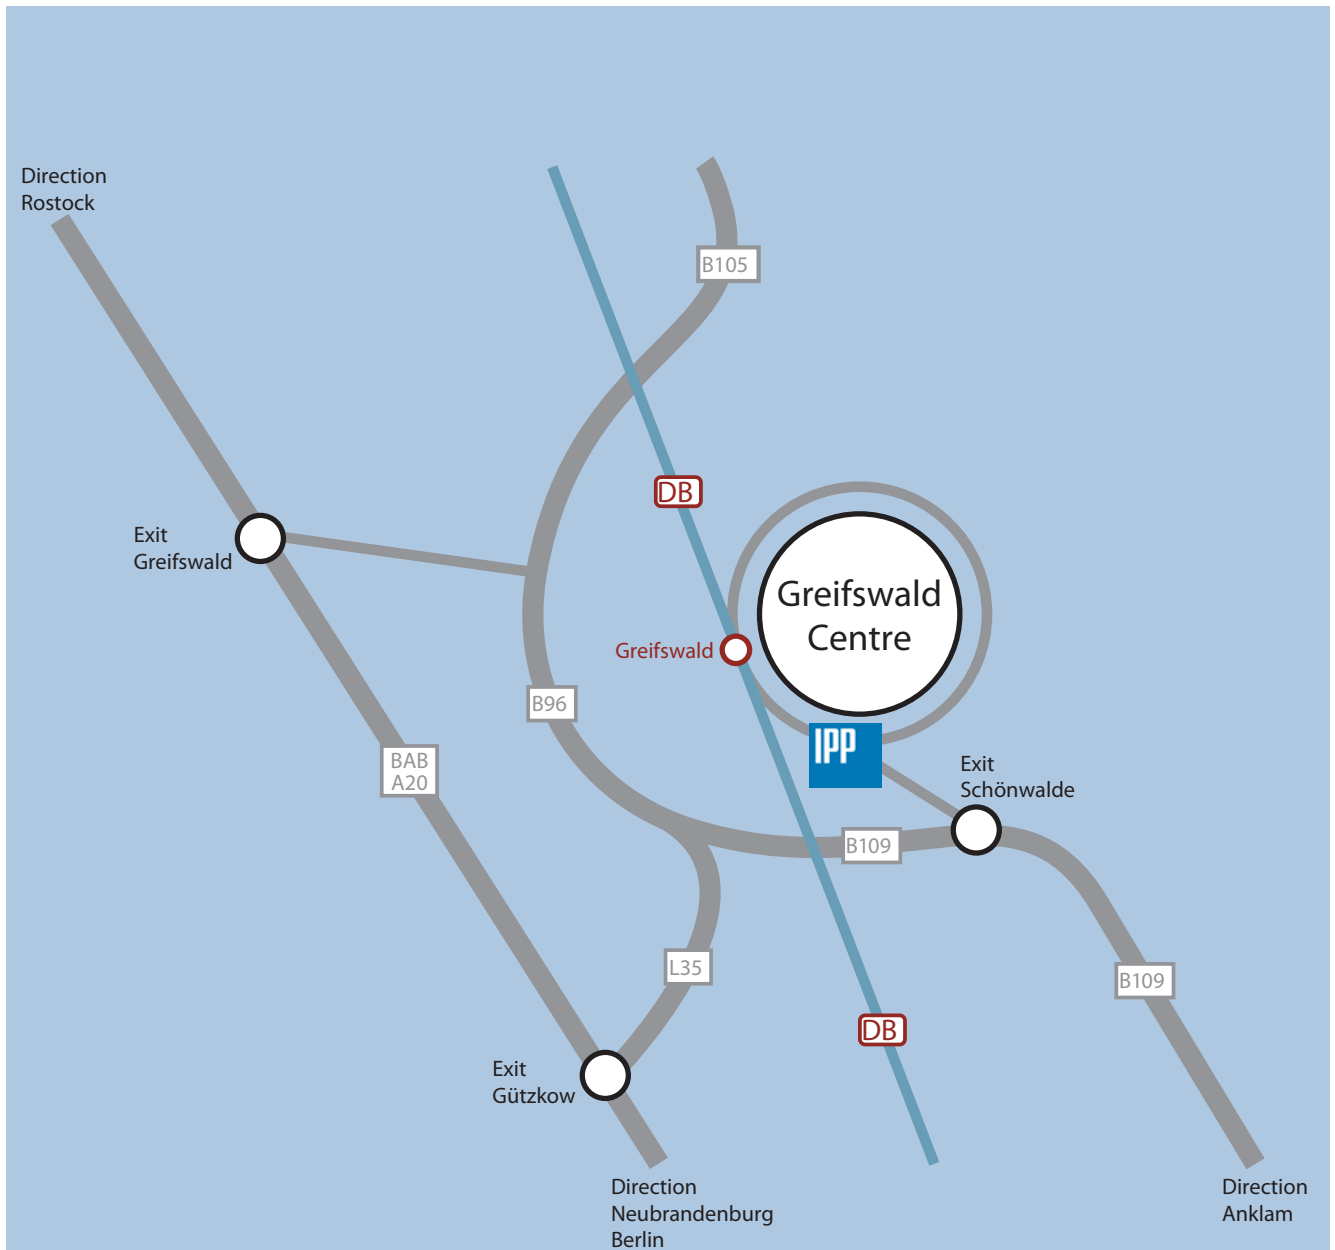 Direction
Rostock
B105
DB
Exit
Greifswald
Greifswald
Centre
Greifswald
B96
IPP
BAB
A20
Exit
Schönwalde
B109
L35
B109
DB
Exit
Gützkow
Direction
Neubrandenburg
Berlin
Direction
Anklam